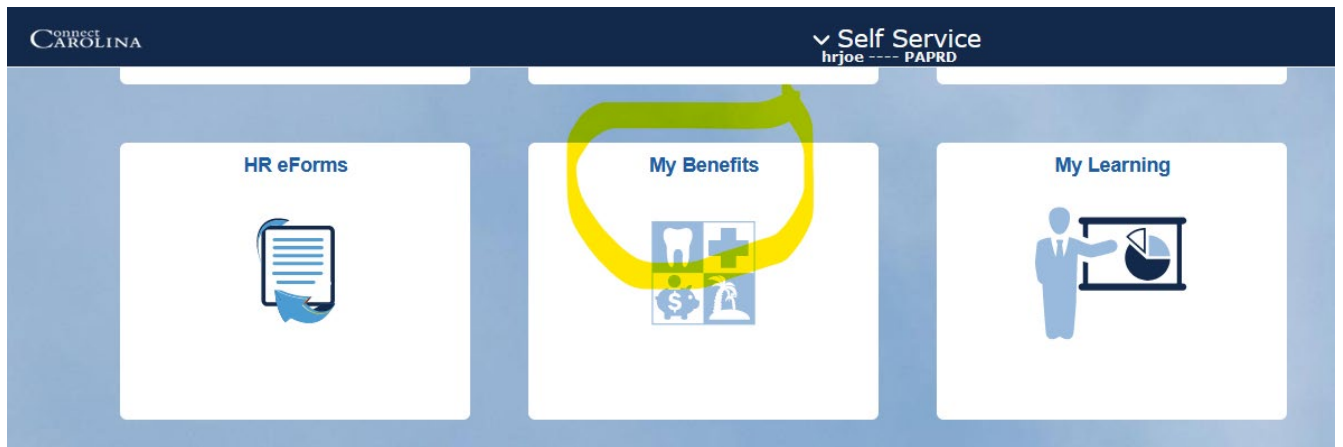 Connect
CAROLINA
Self Service
hrjoe ---- PAPRD
HR eForms
My Benefits
My Learning
$